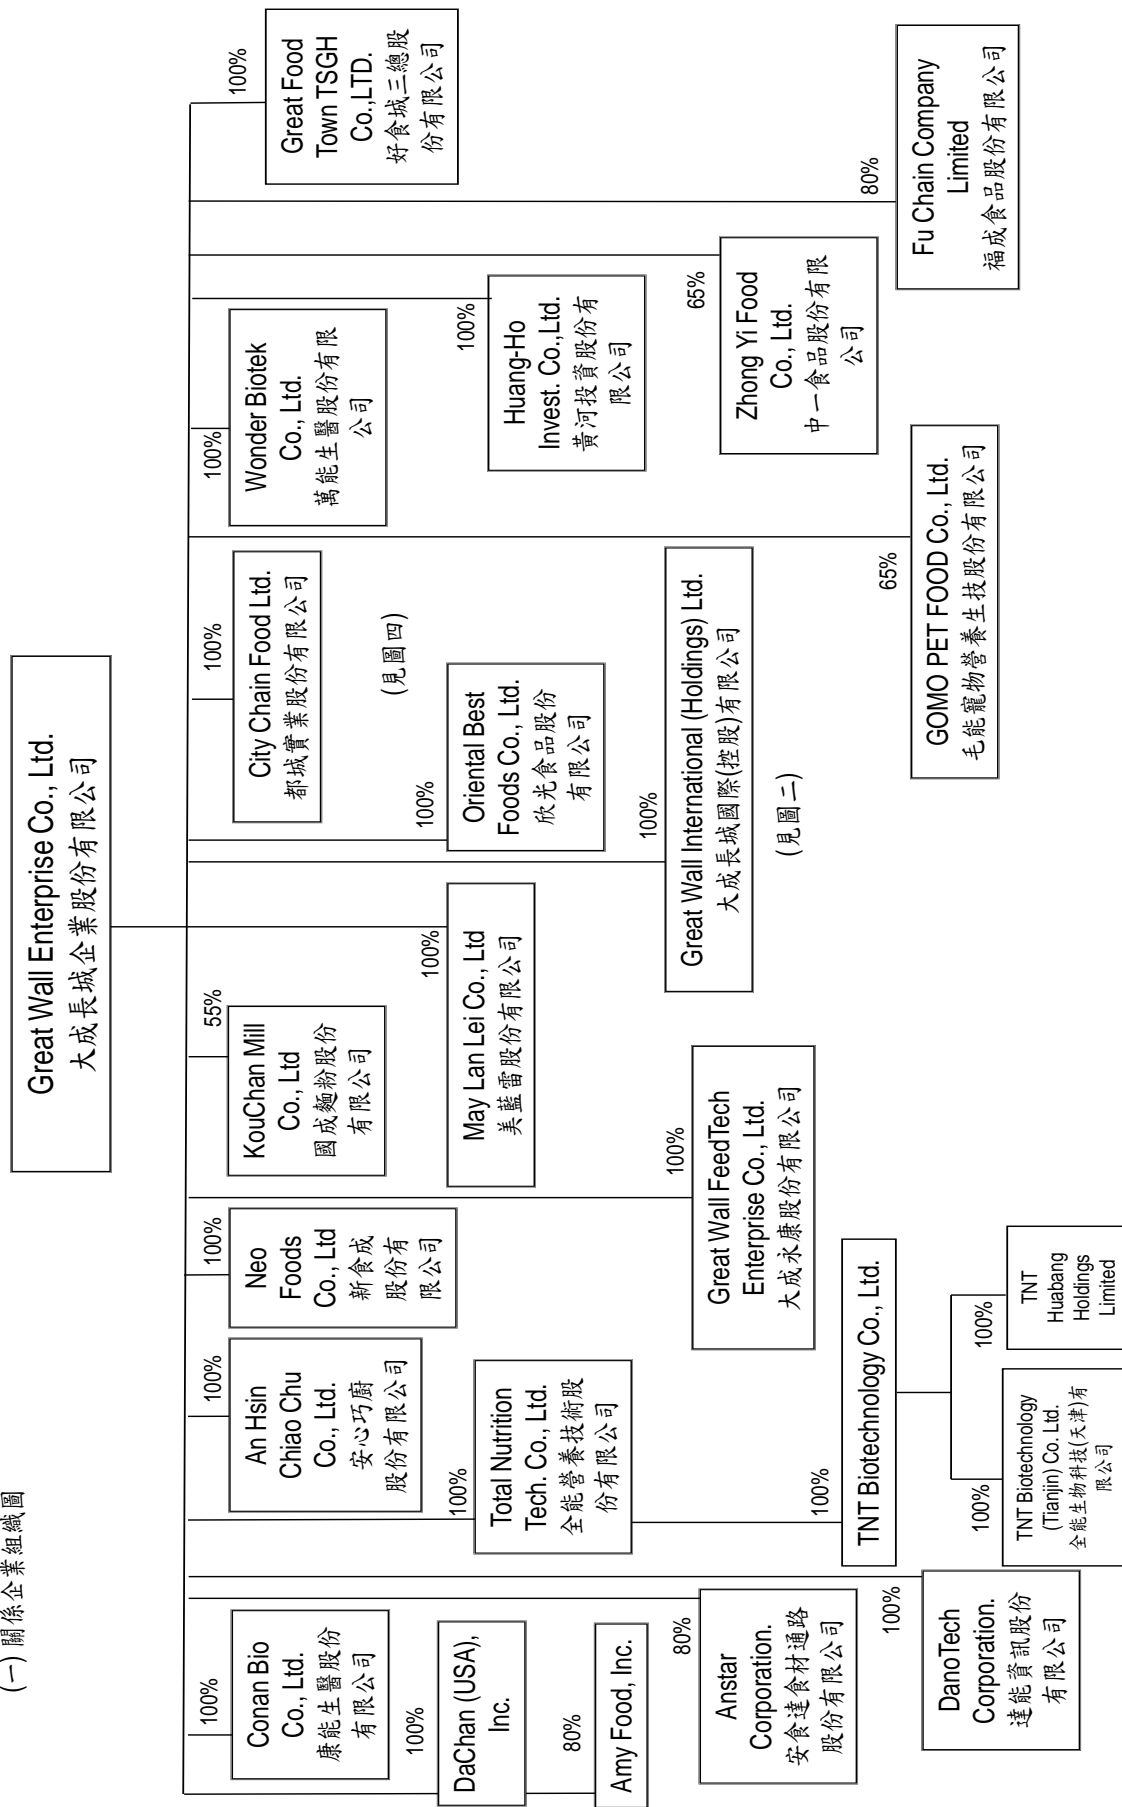 (一) 關係企業組織圖
Great Wall Enterprise Co., Ltd.
大成長城企業股份有限公司
100%
Conan Bio
Co., Ltd.
康能生醫股份
有限公司
100%
An Hsin
Chiao Chu
Co., Ltd.
安心巧廚
股份有限公司
100%
Neo
Foods
Co., Ltd
新食成
股份有
限公司
55%
KouChan Mill
Co., Ltd
國成麵粉股份
有限公司
100%
City Chain Food Ltd.
都城實業股份有限公司
(見圖四)
100%
Wonder Biotek
Co., Ltd.
萬能生醫股份有限
公司
100%
Great Food
Town TSGH
Co.,LTD.
好食城三總股
份有限公司
100%
DaChan (USA),
Inc.
100%
Total Nutrition
Tech. Co., Ltd.
全能營養技術股
份有限公司
100%
May Lan Lei Co., Ltd
美藍雷股份有限公司
100%
Oriental Best
Foods Co., Ltd.
欣光食品股份
有限公司
100%
Huang-Ho
Invest. Co.,Ltd.
黃河投資股份有
限公司
80%
Amy Food, Inc.
80%
Anstar
Corporation.
安食達食材通路
股份有限公司
100%
Great Wall FeedTech
Enterprise Co., Ltd.
大成永康股份有限公司
100%
Great Wall International (Holdings) Ltd.
大成長城國際(控股)有限公司
(見圖二)
65%
Zhong Yi Food
Co., Ltd.
中一食品股份有限
公司
100%
TNT Biotechnology Co., Ltd.
80%
Fu Chain Company
Limited
福成食品股份有限公司
100%
DanoTech
Corporation.
達能資訊股份
有限公司
65%
GOMO PET FOOD Co., Ltd.
毛能寵物營養生技股份有限公司
100%
TNT Biotechnology
(Tianjin) Co. Ltd.
全能生物科技(天津)有
限公司
100%
TNT
Huabang
Holdings
Limited